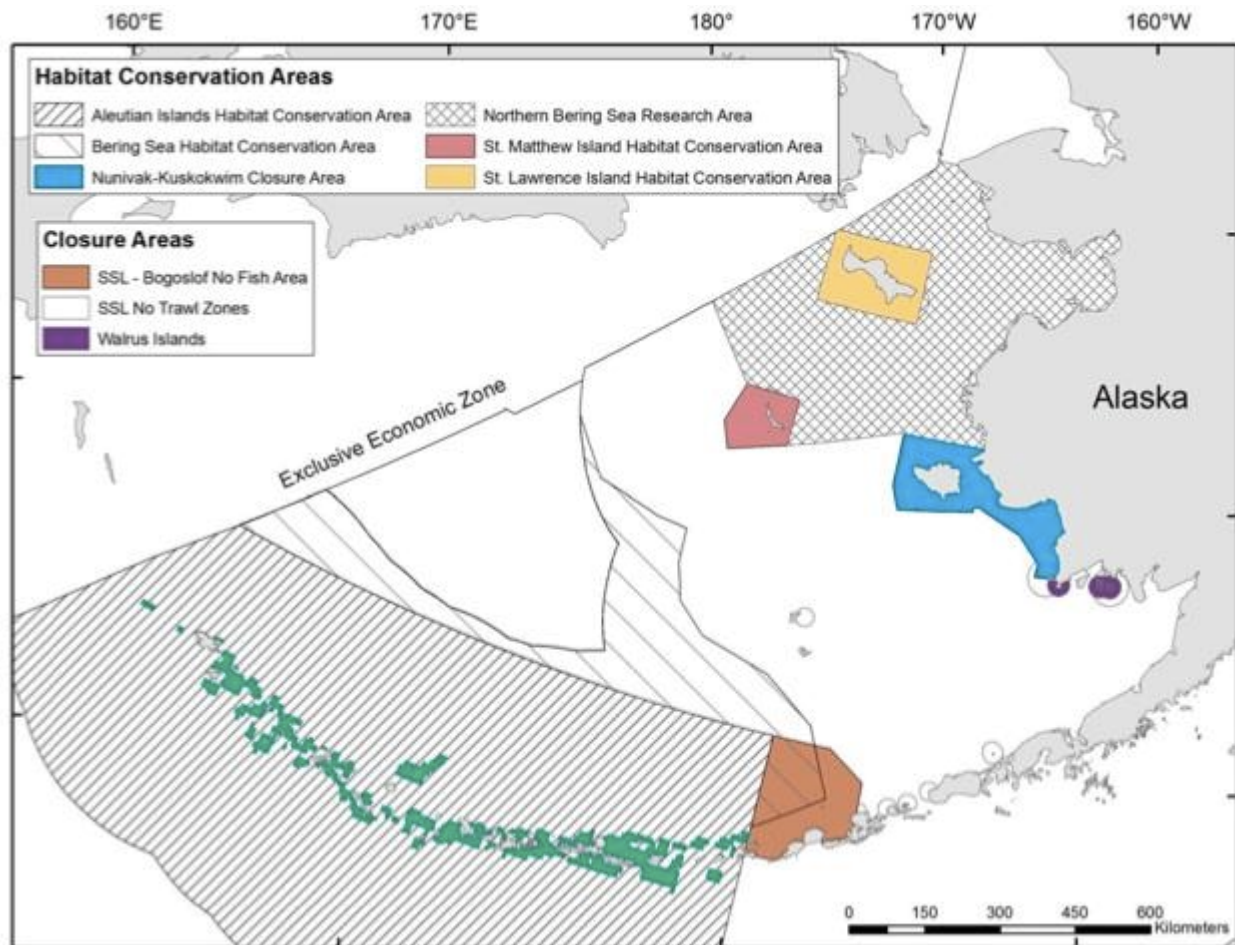 160°E 170°E 180° 170°W 160°W
Habitat Conservation Areas
Aleutian Islands Habitat Conservation Area
Northern Bering Sea Research Area
Bering Sea Habitat Conservation Area
St. Matthew Island Habitat Conservation Area
Nunivak-Kuskokwim Closure Area
St. Lawrence Island Habitat Conservation Area
Closure Areas
SSL - Bogoslof No Fish Area
SSL No Trawl Zones
Walrus Islands
Exclusive Economic Zone
Alaska
0 150 300 450 600
Kilometers